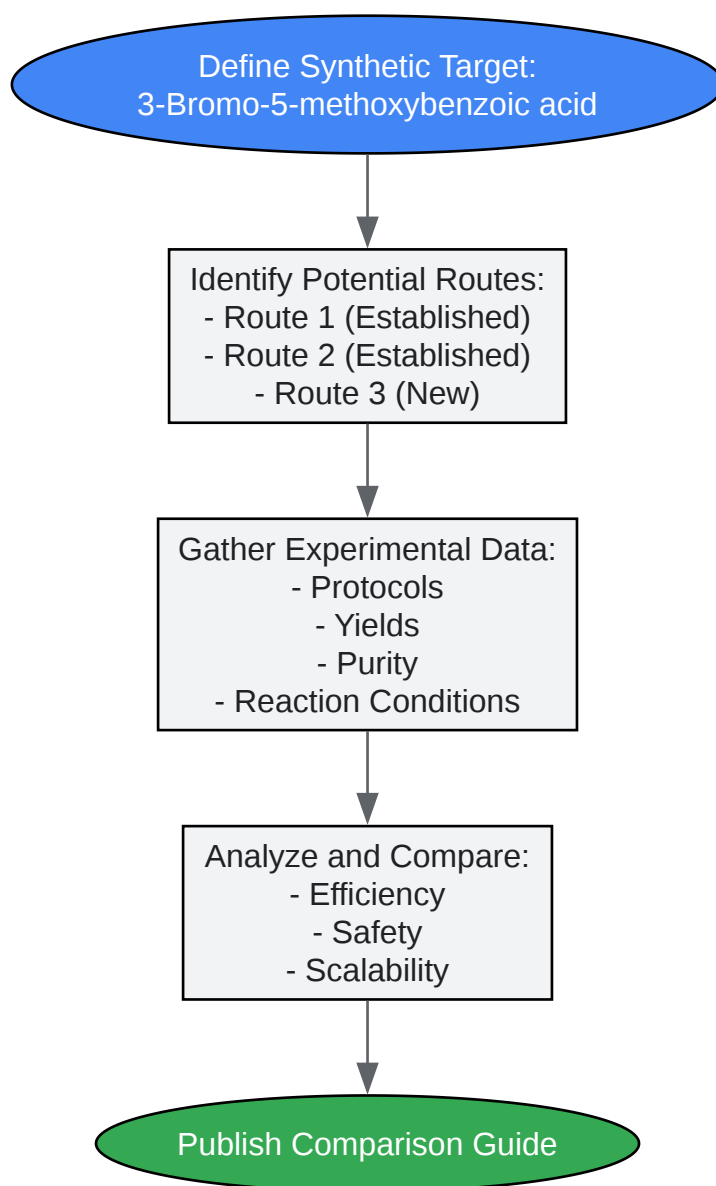 Define Synthetic Target:
3-Bromo-5-methoxybenzoic acid
Identify Potential Routes:
- Route 1 (Established)
- Route 2 (Established)
- Route 3 (New)
Gather Experimental Data:
- Protocols
- Yields
- Purity
- Reaction Conditions
Analyze and Compare:
- Efficiency
- Safety
- Scalability
Publish Comparison Guide